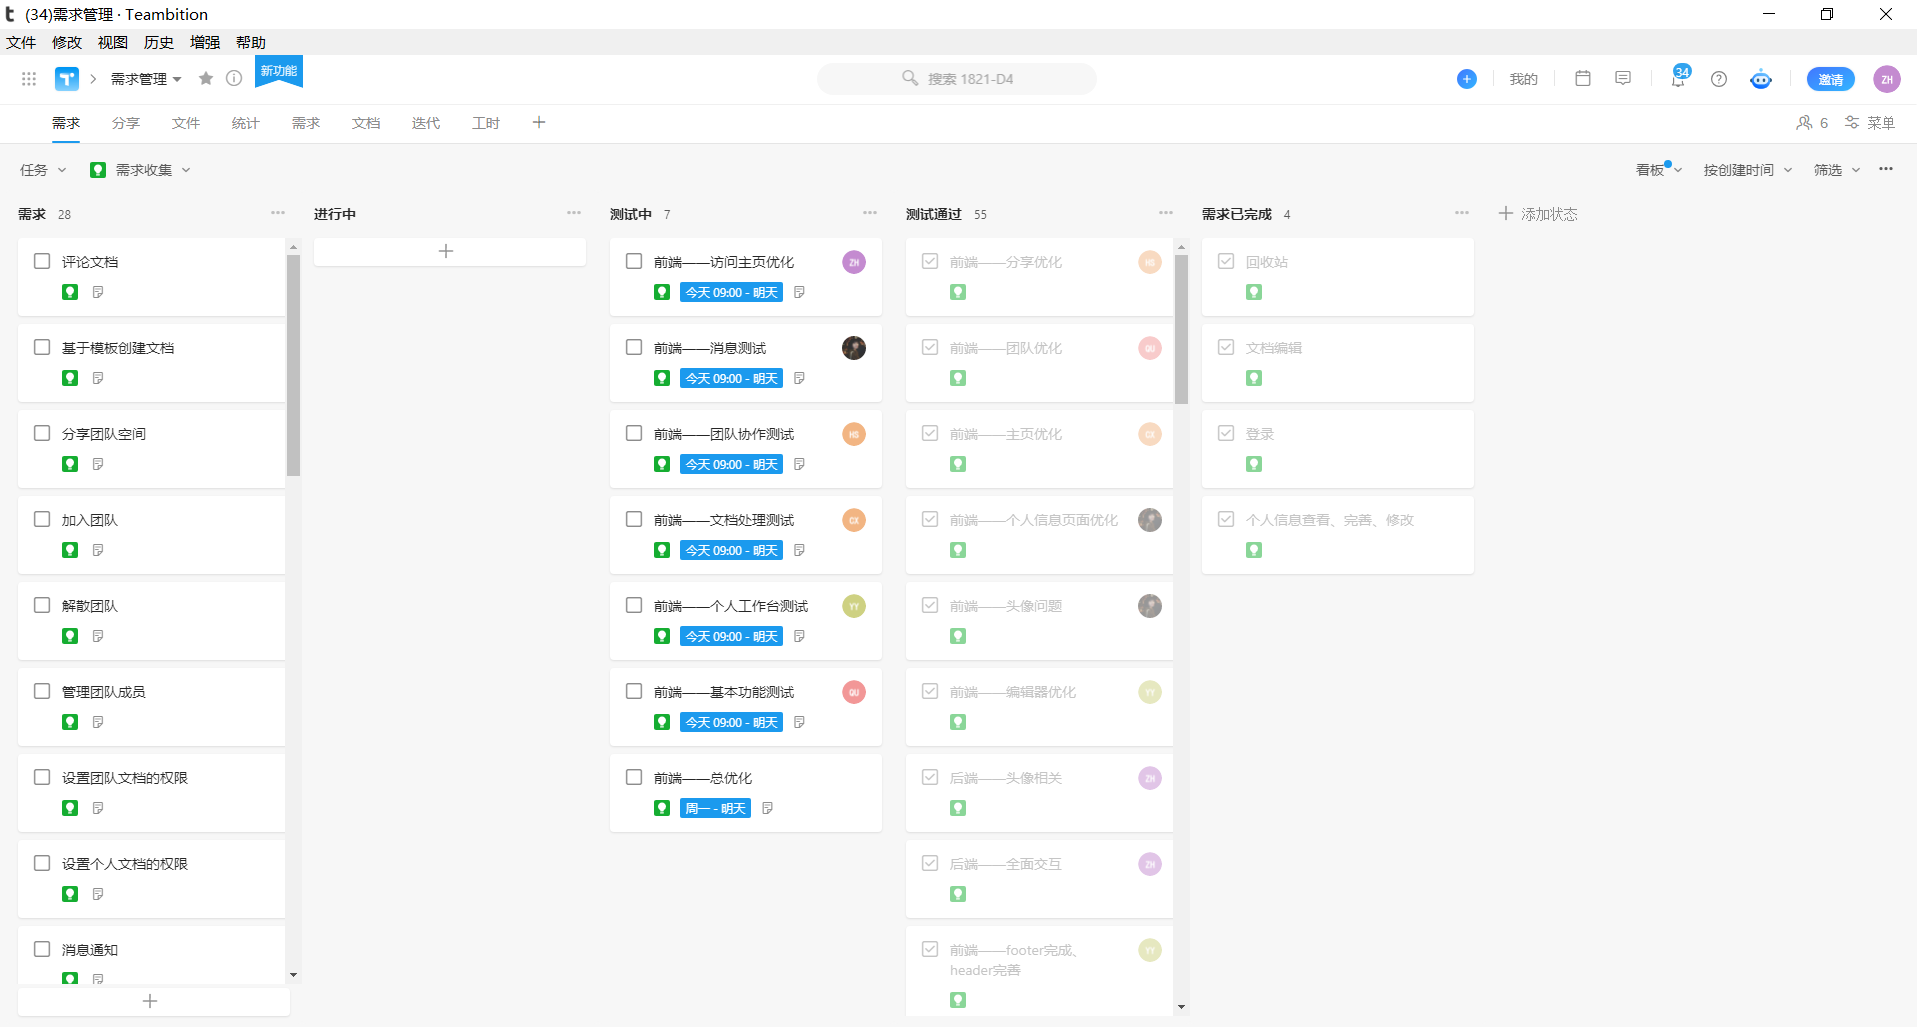 (34)需求管理 · Teambition
文件 修改 视图 历史 增强 帮助
需求管理 新功能 搜索 1821-D4 我的 34 邀请 ZH
需求 分享 文件 统计 需求 文档 迭代 工时 6 菜单
任务 需求收集 看板 按创建时间 筛选
需求 28
评论文档
基于模板创建文档
分享团队空间
加入团队
解散团队
管理团队成员
设置团队文档的权限
设置个人文档的权限
消息通知
进行中
测试中 7
前端——访问主页优化 ZH
今天 09:00 - 明天
前端——消息测试
今天 09:00 - 明天
前端——团队协作测试 HS
今天 09:00 - 明天
前端——文档处理测试 CX
今天 09:00 - 明天
前端——个人工作台测试 YY
今天 09:00 - 明天
前端——基本功能测试 QU
今天 09:00 - 明天
前端——总优化
周一 - 明天
测试通过 55
前端——分享优化 HS
前端——团队优化 QU
前端——主页优化 CX
前端——个人信息页面优化
前端——头像问题
前端——编辑器优化 YY
后端——头像相关 ZH
后端——全面交互 ZH
前端——footer完成、 YY
header完善
需求已完成 4
回收站
文档编辑
登录
个人信息查看、完善、修改
添加状态